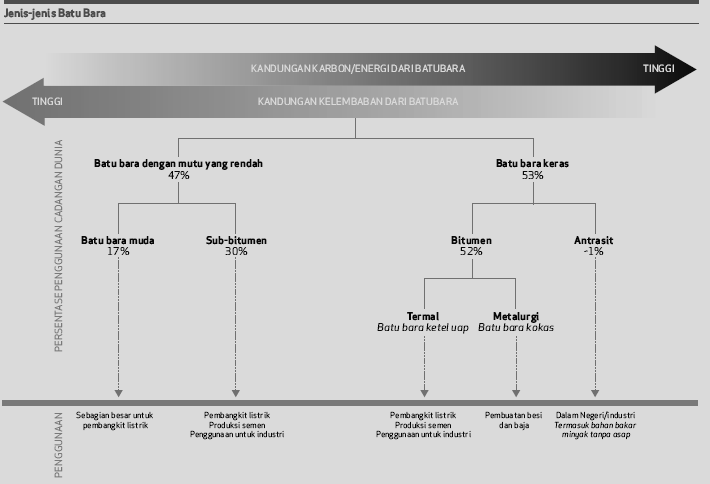 Jenis-jenis Batu Bara
KANDUNGAN KARBON/ENERGI DARI BATUBARA
TINGGI
TINGGI
KANDUNGAN KELEMBABAN DARI BATUBARA
PERSENTASE PENGGUNAAN CADANGAN DUNIA
Batu bara dengan mutu yang rendah
47%
Batu bara keras
53%
Batu bara muda
17%
Sub-bitumen
30%
Bitumen
52%
Antrasit
~1%
Termal
Batu bara ketel uap
Metalurgi
Batu bara kokas
PENGGUNAAN
Sebagian besar untuk
pembangkit listrik
Pembangkit listrik
Produksi semen
Penggunaan untuk industri
Pembangkit listrik
Produksi semen
Penggunaan untuk industri
Pembuatan besi
dan baja
Dalam Negeri/industri
Termasuk bahan bakar
minyak tanpa asap